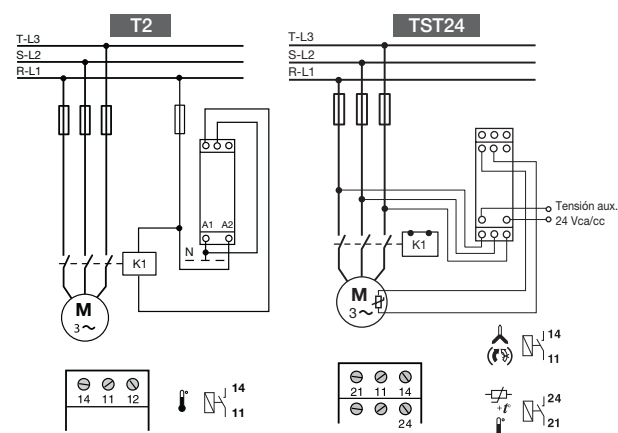 T2
T-L3
S-L2
R-L1
A1 A2
N
K1
M
3~
14 11 12
14
11
TST24
T-L3
S-L2
R-L1
Tensión aux.
24 Vca/cc
K1
M
3~
21 11 14
24
14
11
+t°
24
21